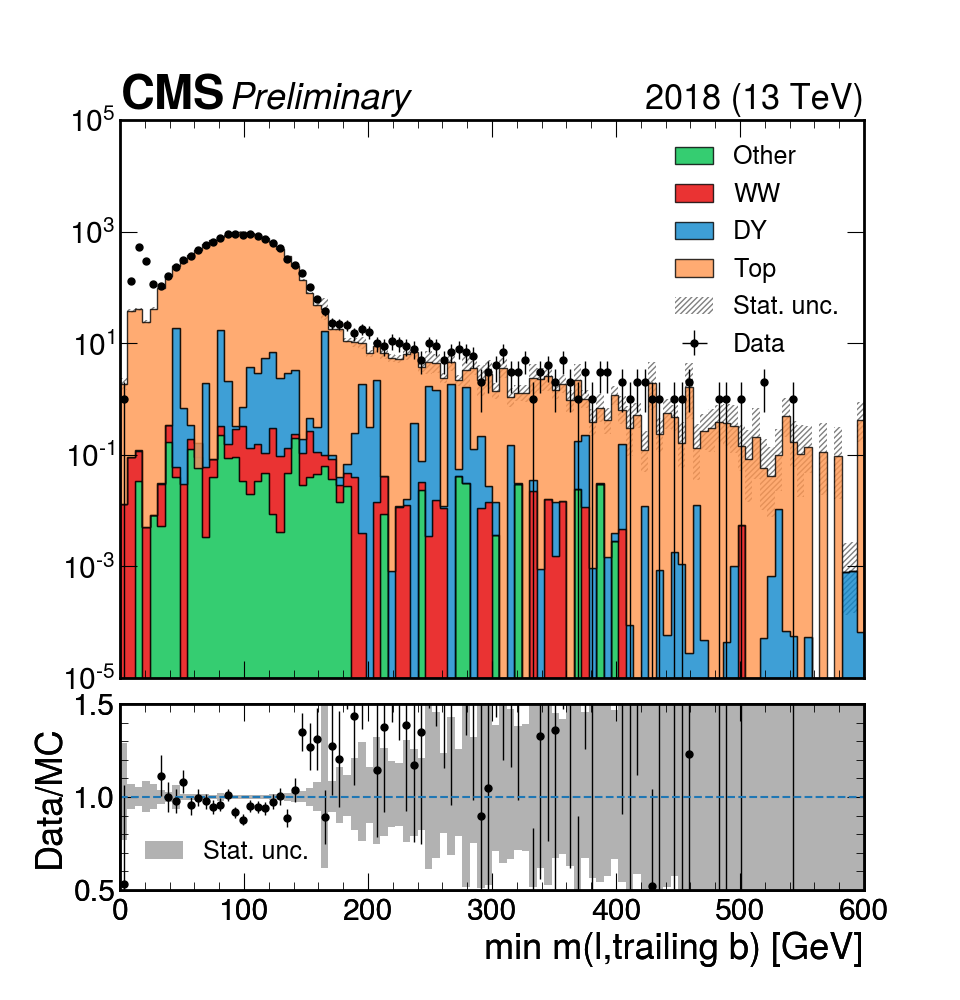 CMS Preliminary 2018 (13 TeV)
10^5
Other
WW
10^3
DY
Top
Stat. unc.
10^1
Data
10^-1
10^-3
10^-5
1.5
Data/MC
1.0
Stat. unc.
0.5
0 100 200 300 400 500 600
min m(l,trailing b) [GeV]